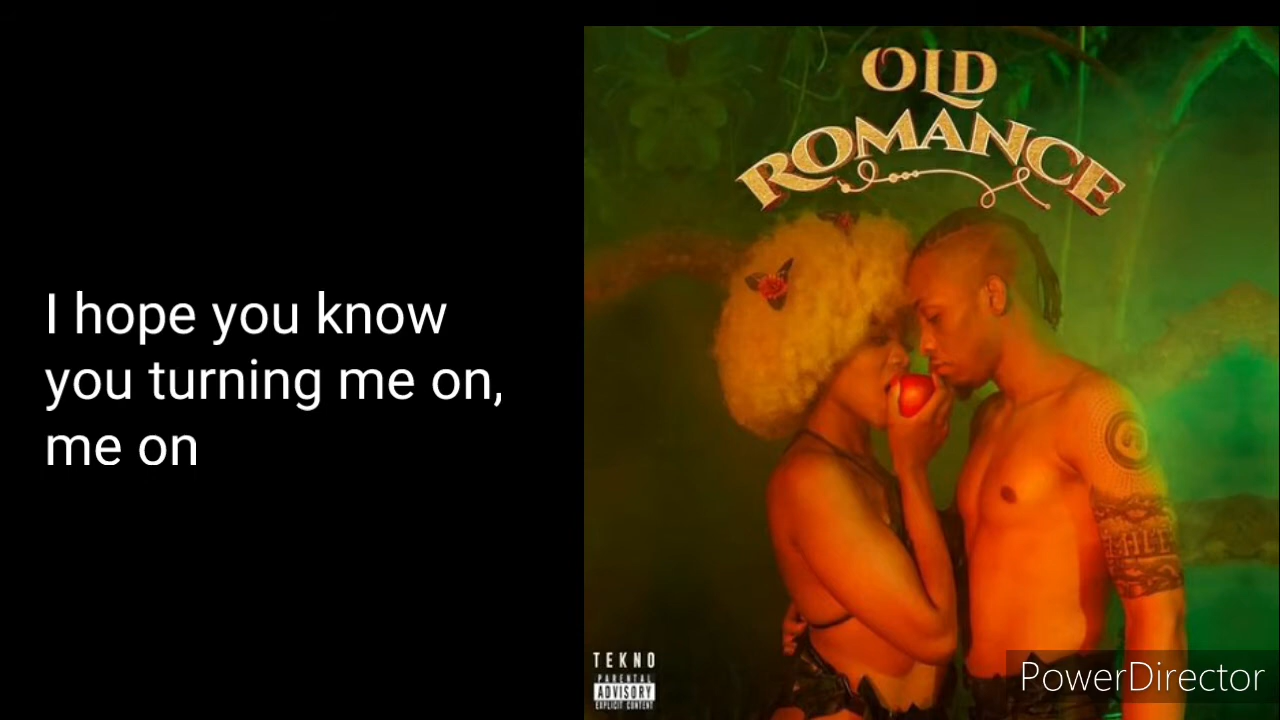 I hope you know
you turning me on,
me on
OLD
ROMANCE
TEKNO
PARENTAL
ADVISORY
EXPLICIT CONTENT
PowerDirector